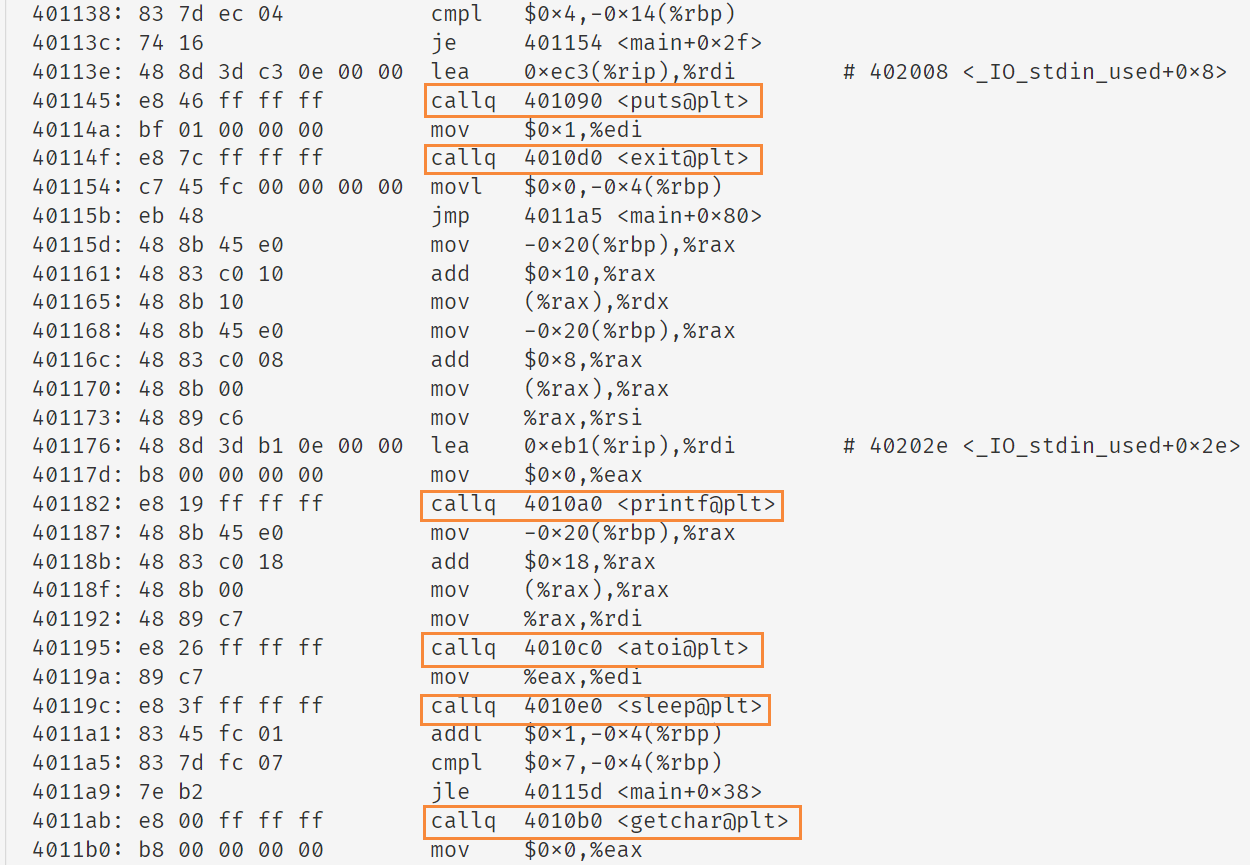 401138: 83 7d ec 04 cmpl $0×4,-0×14(%rbp)
40113c: 74 16 je 401154 <main+0×2f>
40113e: 48 8d 3d c3 0e 00 00 lea 0×ec3(%rip),%rdi # 402008 <_IO_stdin_used+0×8>
401145: e8 46 ff ff ff callq 401090 <puts@plt>
40114a: bf 01 00 00 00 mov $0×1,%edi
40114f: e8 7c ff ff ff callq 4010d0 <exit@plt>
401154: c7 45 fc 00 00 00 00 movl $0×0,-0×4(%rbp)
40115b: eb 48 jmp 4011a5 <main+0×80>
40115d: 48 8b 45 e0 mov -0×20(%rbp),%rax
401161: 48 83 c0 10 add $0×10,%rax
401165: 48 8b 10 mov (%rax),%rdx
401168: 48 8b 45 e0 mov -0×20(%rbp),%rax
40116c: 48 83 c0 08 add $0×8,%rax
401170: 48 8b 00 mov (%rax),%rax
401173: 48 89 c6 mov %rax,%rsi
401176: 48 8d 3d b1 0e 00 00 lea 0×eb1(%rip),%rdi # 40202e <_IO_stdin_used+0×2e>
40117d: b8 00 00 00 00 mov $0×0,%eax
401182: e8 19 ff ff ff callq 4010a0 <printf@plt>
401187: 48 8b 45 e0 mov -0×20(%rbp),%rax
40118b: 48 83 c0 18 add $0×18,%rax
40118f: 48 8b 00 mov (%rax),%rax
401192: 48 89 c7 mov %rax,%rdi
401195: e8 26 ff ff ff callq 4010c0 <atoi@plt>
40119a: 89 c7 mov %eax,%edi
40119c: e8 3f ff ff ff callq 4010e0 <sleep@plt>
4011a1: 83 45 fc 01 addl $0×1,-0×4(%rbp)
4011a5: 83 7d fc 07 cmpl $0×7,-0×4(%rbp)
4011a9: 7e b2 jle 40115d <main+0×38>
4011ab: e8 00 ff ff ff callq 4010b0 <getchar@plt>
4011b0: b8 00 00 00 00 mov $0×0,%eax